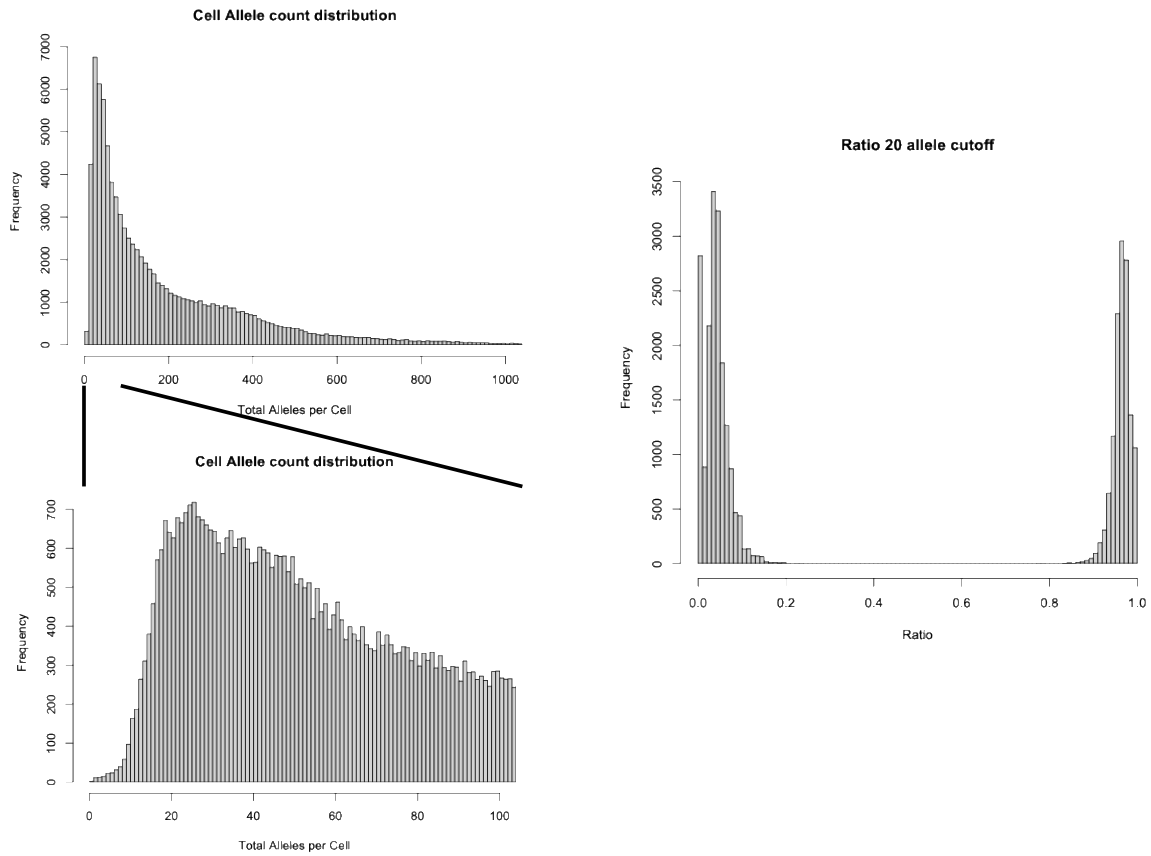 Cell Allele count distribution
Frequency
7000
6000
5000
4000
3000
2000
1000
0
0 200 400 600 800 1000
Total Alleles per Cell
Cell Allele count distribution
Frequency
700
600
500
400
300
200
100
0
0 20 40 60 80 100
Total Alleles per Cell
Ratio 20 allele cutoff
Frequency
3500
3000
2500
2000
1500
1000
500
0
0.0 0.2 0.4 0.6 0.8 1.0
Ratio